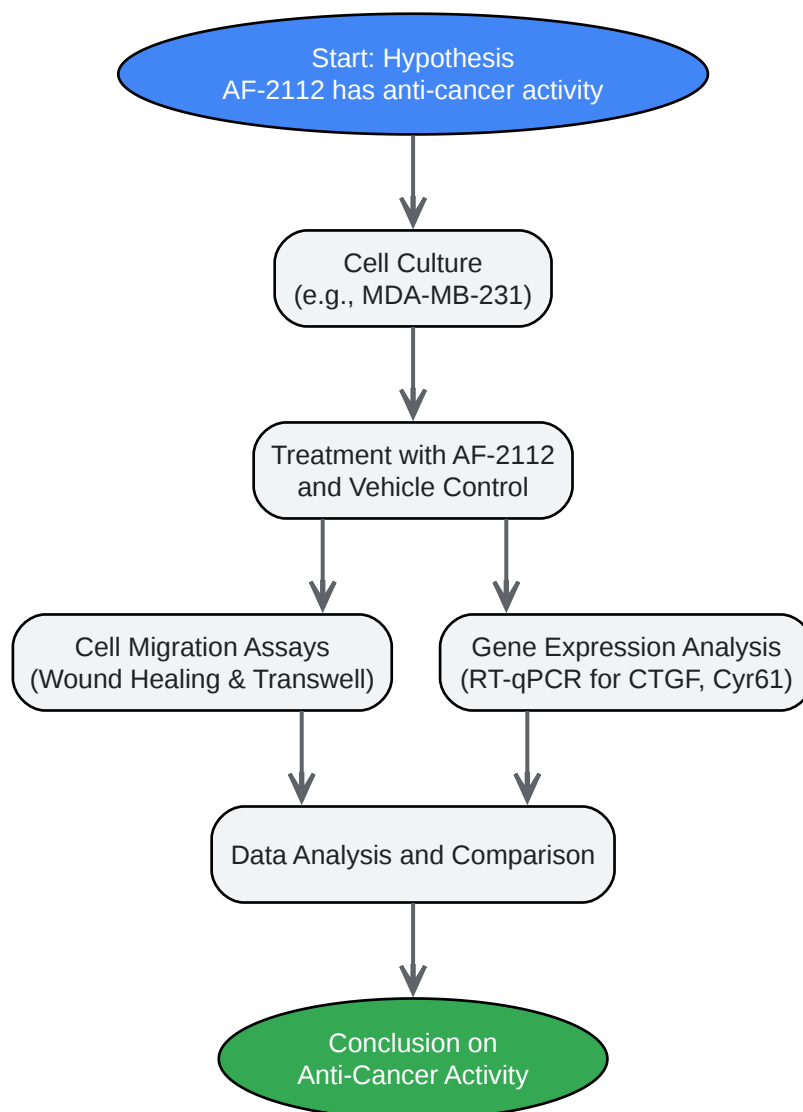 Start: Hypothesis
AF-2112 has anti-cancer activity
Cell Culture
(e.g., MDA-MB-231)
Treatment with AF-2112
and Vehicle Control
Cell Migration Assays
(Wound Healing & Transwell)
Gene Expression Analysis
(RT-qPCR for CTGF, Cyr61)
Data Analysis and Comparison
Conclusion on
Anti-Cancer Activity